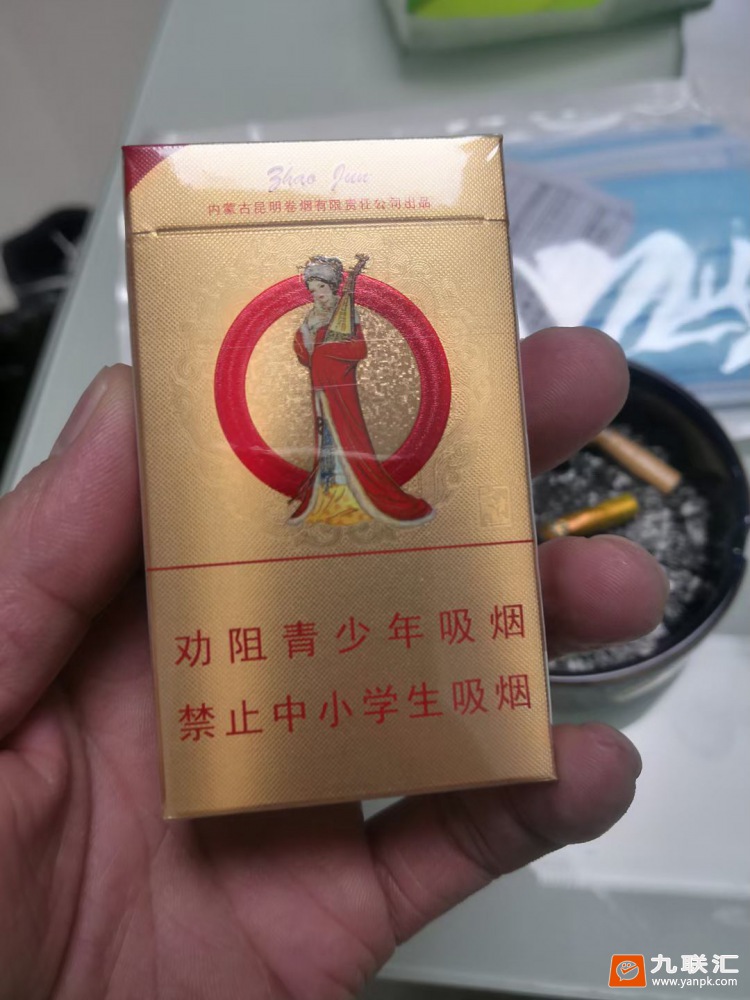 Zhao Jun
内蒙古昆明卷烟有限责任公司出品
劝阻青少年吸烟
禁止中小学生吸烟
九联汇
www.yanpk.com